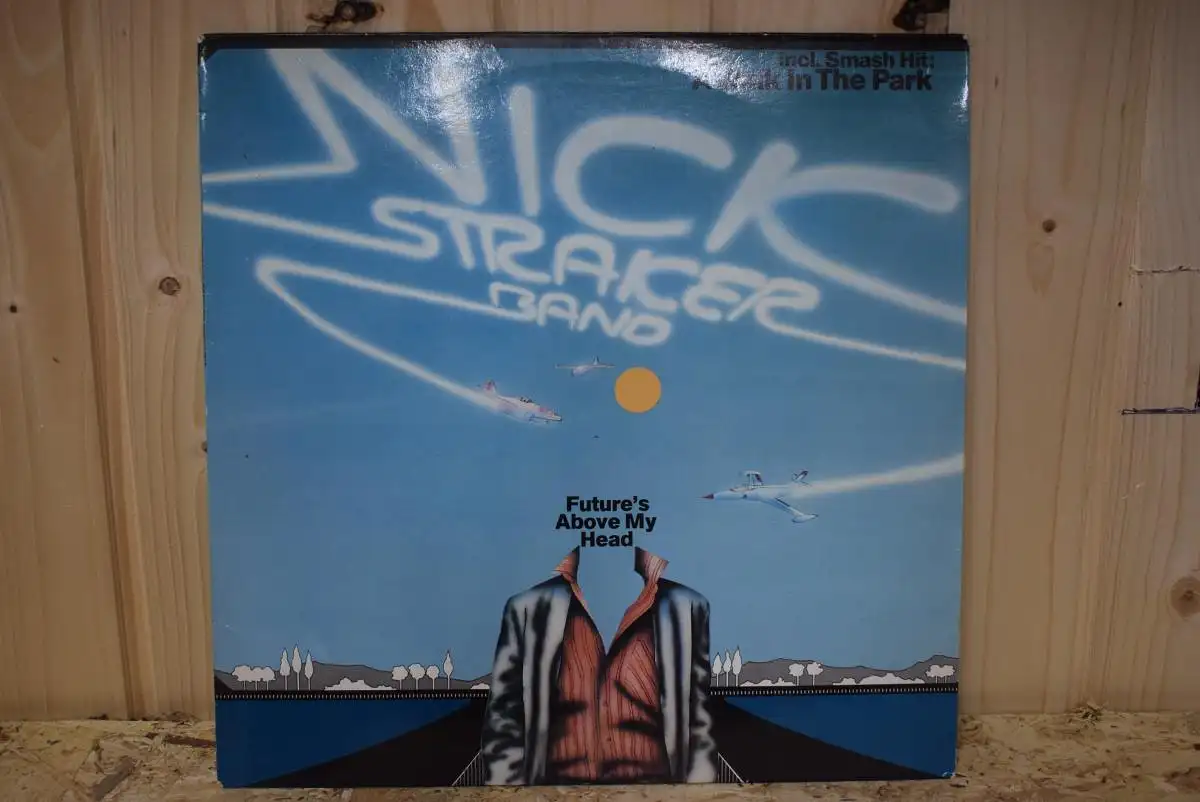 incl. Smash Hit:
In The Park
NICK
STRAKER
BAND
Future's
Above My
Head